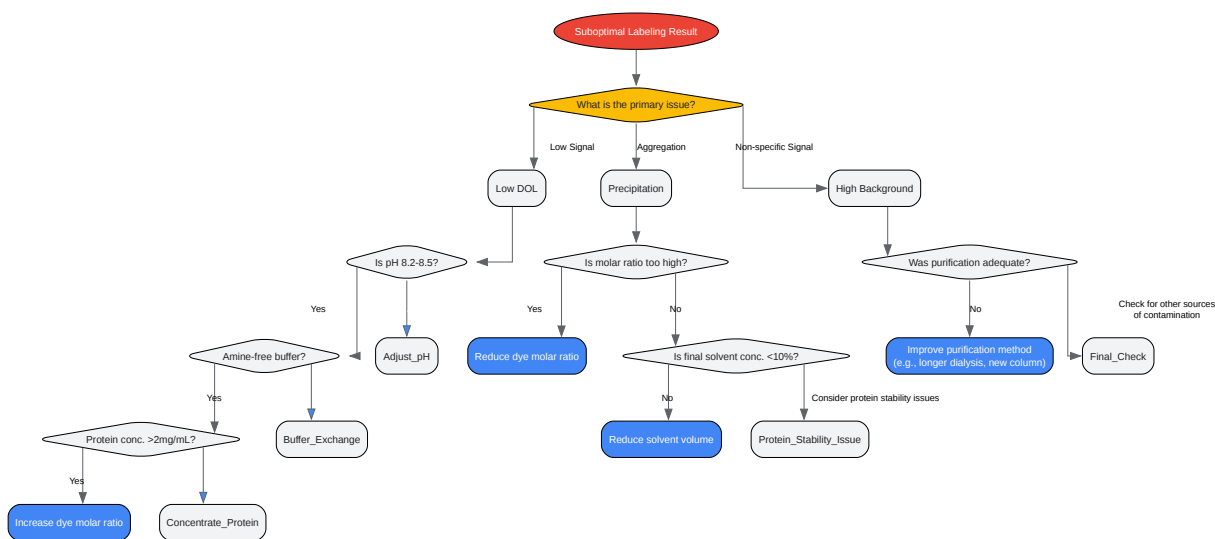 Suboptimal Labeling Result
What is the primary issue?
Low Signal
Aggregation
Non-specific Signal
Low DOL
Precipitation
High Background
Is pH 8.2-8.5?
Is molar ratio too high?
Was purification adequate?
Yes
Yes
No
No
Check for other sources
of contamination
Amine-free buffer?
Adjust_pH
Reduce dye molar ratio
Is final solvent conc. <10%?
Improve purification method
(e.g., longer dialysis, new column)
Final_Check
Yes
No
Consider protein stability issues
Protein conc. >2mg/mL?
Buffer_Exchange
Reduce solvent volume
Protein_Stability_Issue
Yes
Increase dye molar ratio
Concentrate_Protein